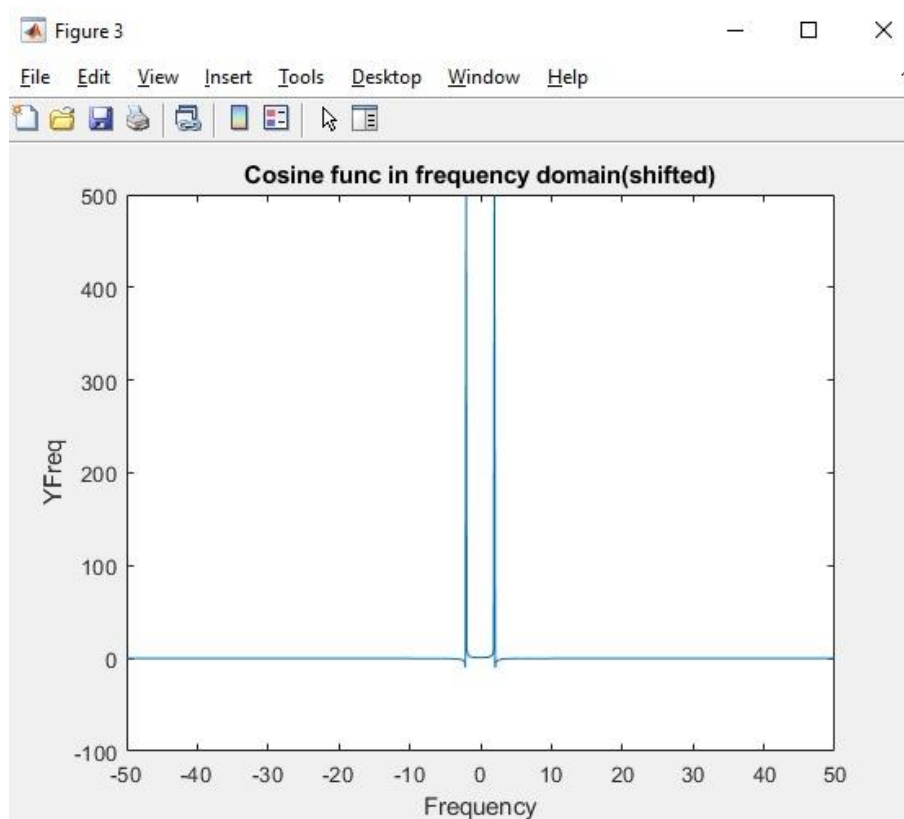 Figure 3
File Edit View Insert Tools Desktop Window Help
Cosine func in frequency domain(shifted)
500
400
300
200
100
0
-100
YFreq
-50 -40 -30 -20 -10 0 10 20 30 40 50
Frequency